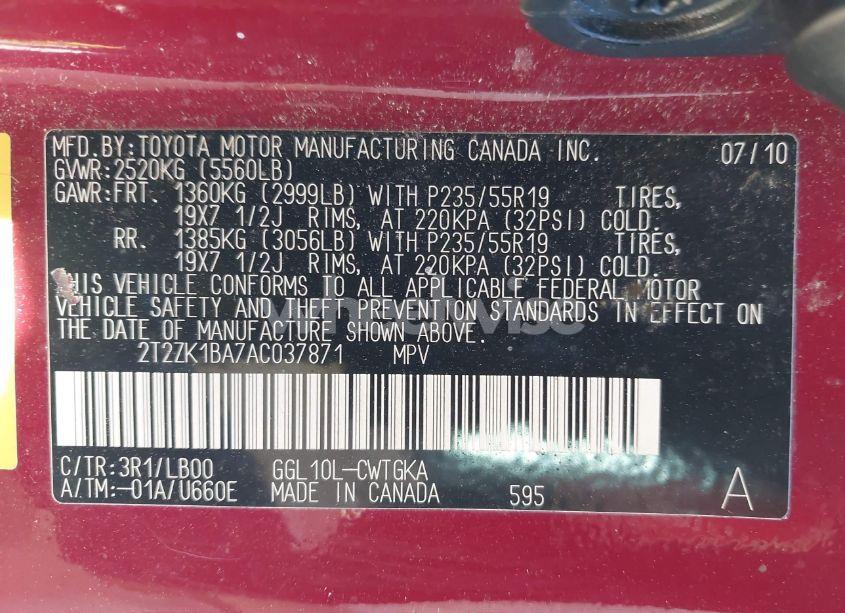 MFD.BY:TOYOTA MOTOR MANUFACTURING CANADA INC. 07/10
GVWR:2520KG (5560LB)
GAWR:FRT. 1360KG (2999LB) WITH P235/55R19 TIRES,
19X7 1/2J RIMS, AT 220KPA (32PSI) COLD.
RR. 1385KG (3056LB) WITH P235/55R19 TIRES,
19X7 1/2J RIMS, AT 220KPA (32PSI) COLD.
THIS VEHICLE CONFORMS TO ALL APPLICABLE FEDERAL MOTOR
VEHICLE SAFETY AND THEFT PREVENTION STANDARDS IN EFFECT ON
THE DATE OF MANUFACTURE SHOWN ABOVE.
2T2ZK1BA7AC037871 MPV
C/TR:3R1/LB00 GGL10L-CWTGKA
A/TM:-01A/U660E MADE IN CANADA 595 A